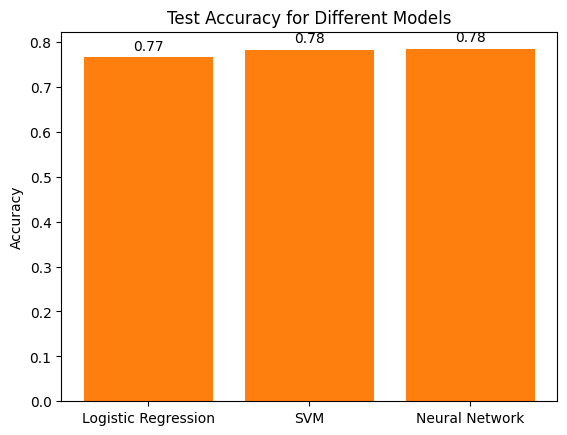 Test Accuracy for Different Models
0.77
0.78
0.78
0.8
0.7
0.6
0.5
0.4
0.3
0.2
0.1
0.0
Accuracy
Logistic Regression
SVM
Neural Network